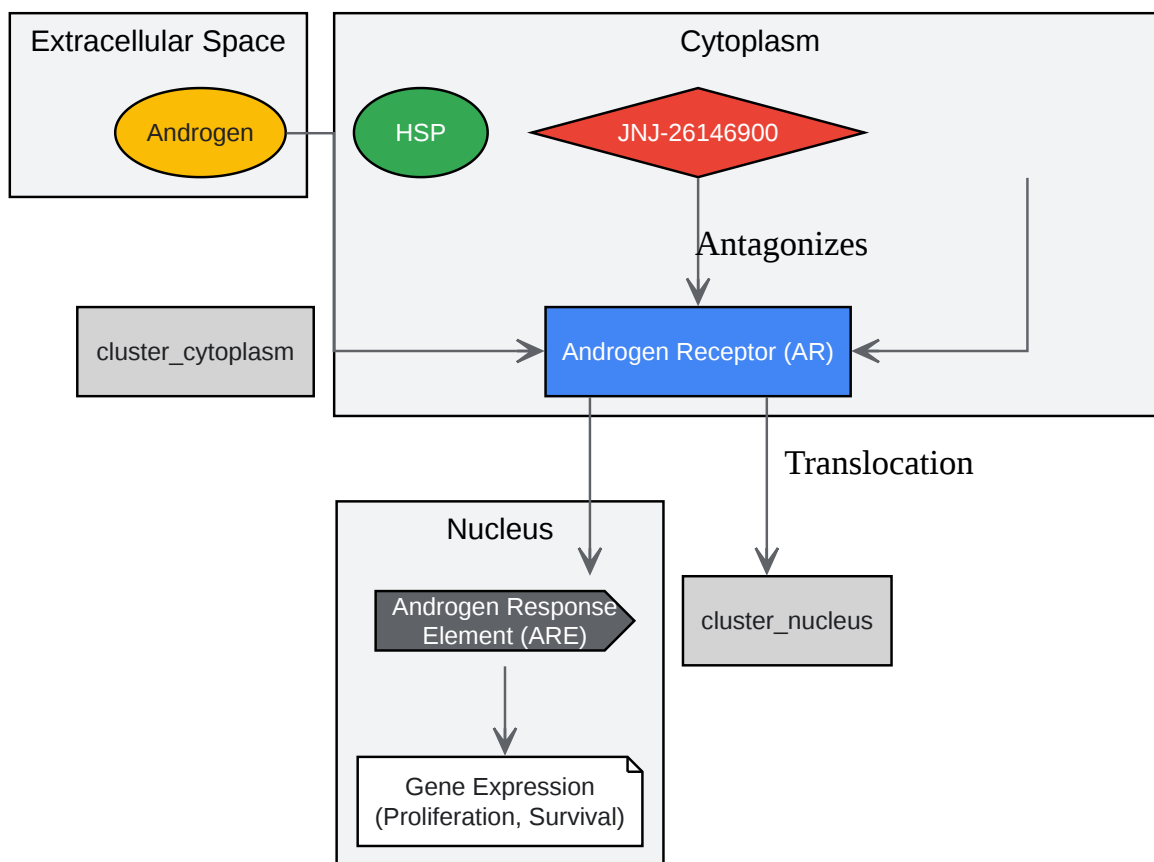 Extracellular Space
Cytoplasm
Androgen
HSP
JNJ-26146900
Antagonizes
cluster_cytoplasm
Androgen Receptor (AR)
Translocation
Nucleus
Androgen Response
Element (ARE)
cluster_nucleus
Gene Expression
(Proliferation, Survival)